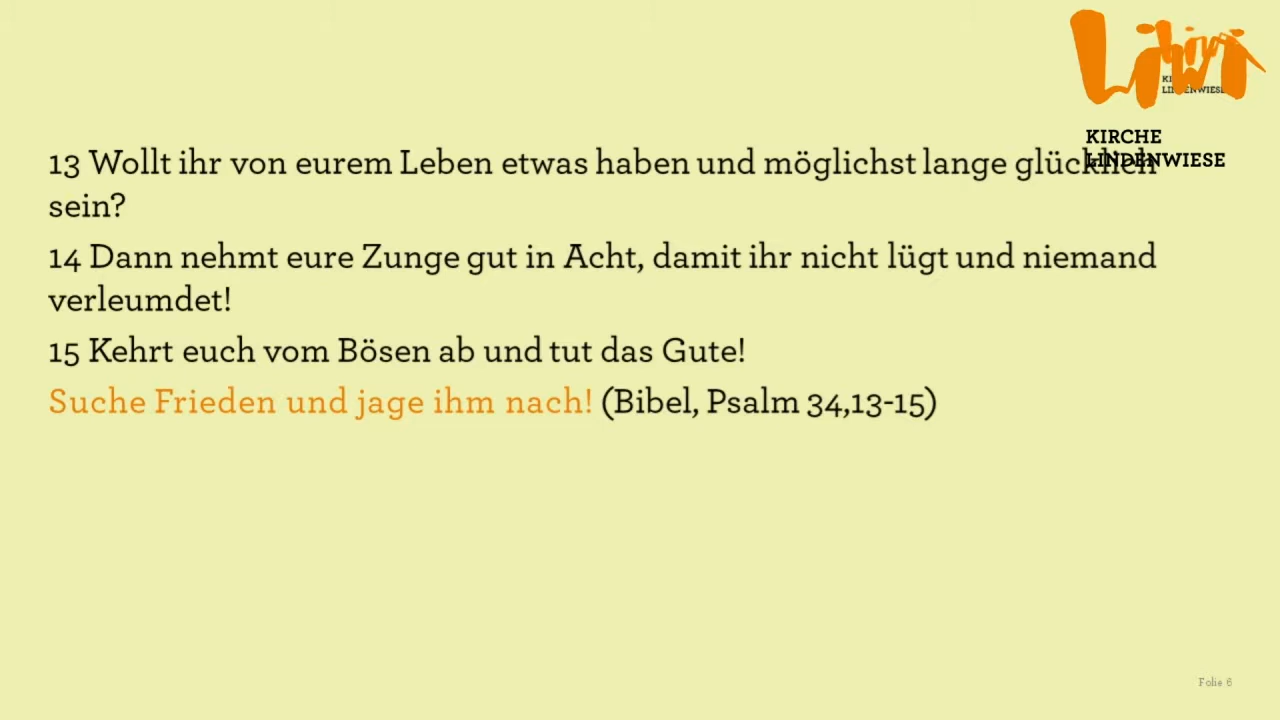 LiWi
KIRCHE
LINDENWIESE
13 Wollt ihr von eurem Leben etwas haben und möglichst lange glücklich
sein?
14 Dann nehmt eure Zunge gut in Acht, damit ihr nicht lügt und niemand
verleumdet!
15 Kehrt euch vom Bösen ab und tut das Gute!
Suche Frieden und jage ihm nach! (Bibel, Psalm 34,13-15)
Folie 6